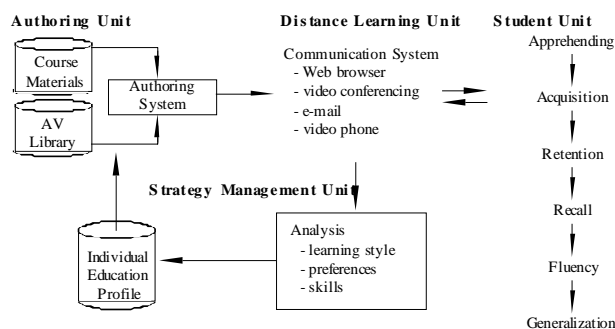 Authoring Unit
Course
Materials
AV
Library
Authoring
System
Distance Learning Unit
Communication System
- Web browser
- video conferencing
- e-mail
- video phone
Student Unit
Apprehending
Acquisition
Retention
Recall
Fluency
Generalization
Strategy Management Unit
Individual
Education
Profile
Analysis
- learning style
- preferences
- skills